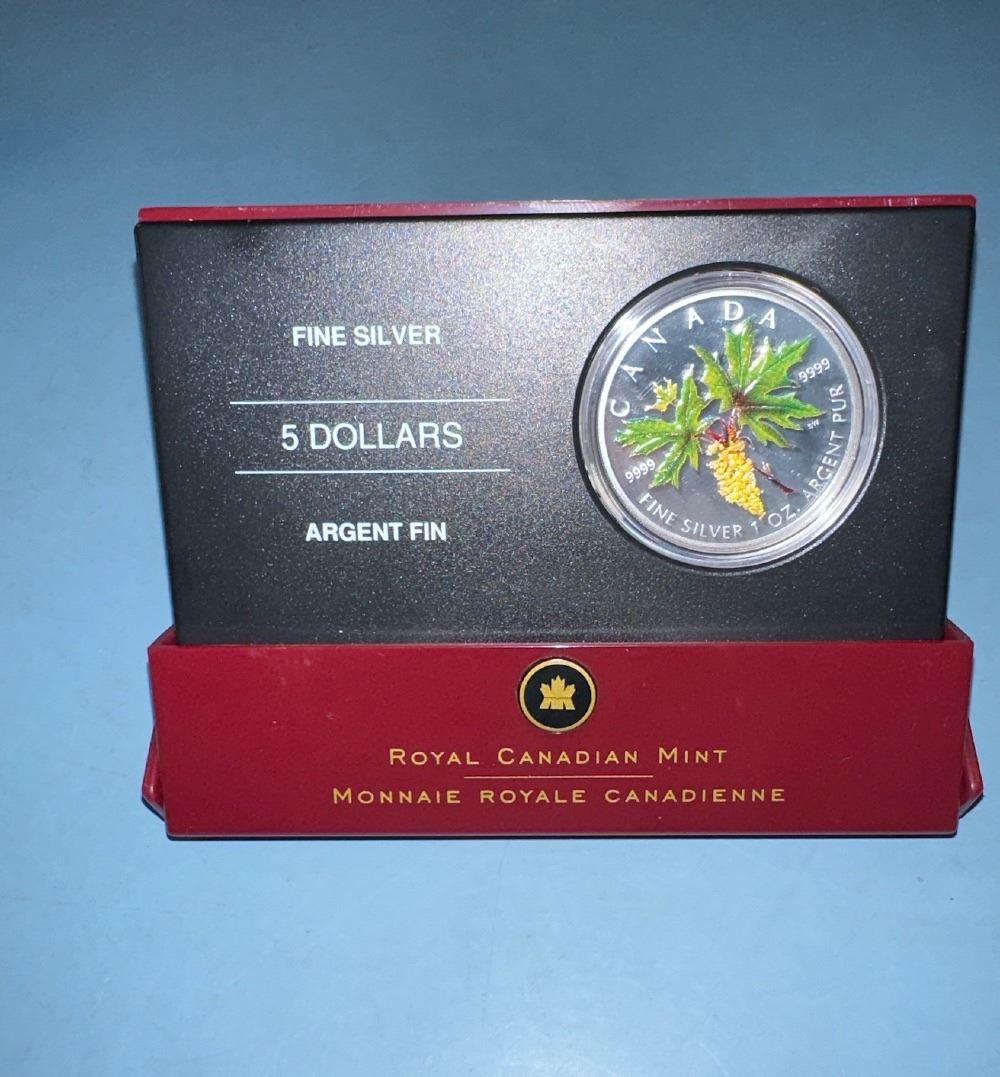 FINE SILVER
5 DOLLARS
ARGENT FIN
CANADA
9999
9999
SW
FINE SILVER 1 OZ. ARGENT PUR
ROYAL CANADIAN MINT
MONNAIE ROYALE CANADIENNE